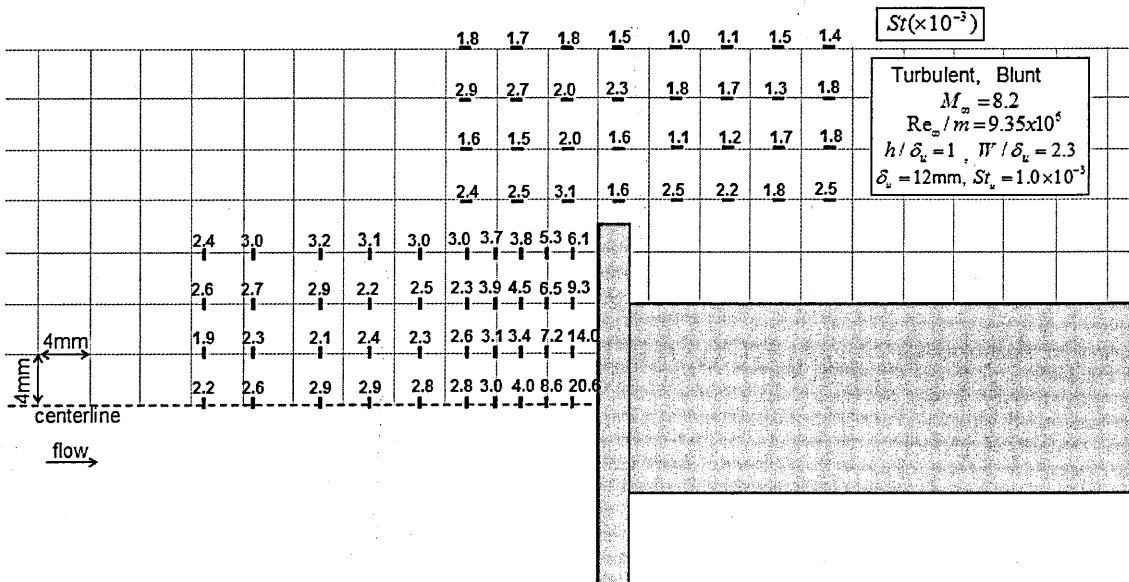 St(×10⁻³)
1.8 1.7 1.8 1.5 1.0 1.1 1.5 1.4
Turbulent, Blunt
M∞ =8.2
Re∞/m=9.35x10⁶
h/δu =1 , W/δu = 2.3
δu =12mm, Stu =1.0×10⁻³
2.9 2.7 2.0 2.3 1.8 1.7 1.3 1.8
1.6 1.5 2.0 1.6 1.1 1.2 1.7 1.8
2.4 2.5 3.1 1.6 2.5 2.2 1.8 2.5
2.4 3.0 3.2 3.1 3.0 3.0 3.7 3.8 5.3 6.1
2.6 2.7 2.9 2.2 2.5 2.3 3.9 4.5 6.5 9.3
1.9 2.3 2.1 2.4 2.3 2.6 3.1 3.4 7.2 14.0
4mm
4mm
2.2 2.6 2.9 2.9 2.8 2.8 3.0 4.0 8.6 20.6
centerline
flow